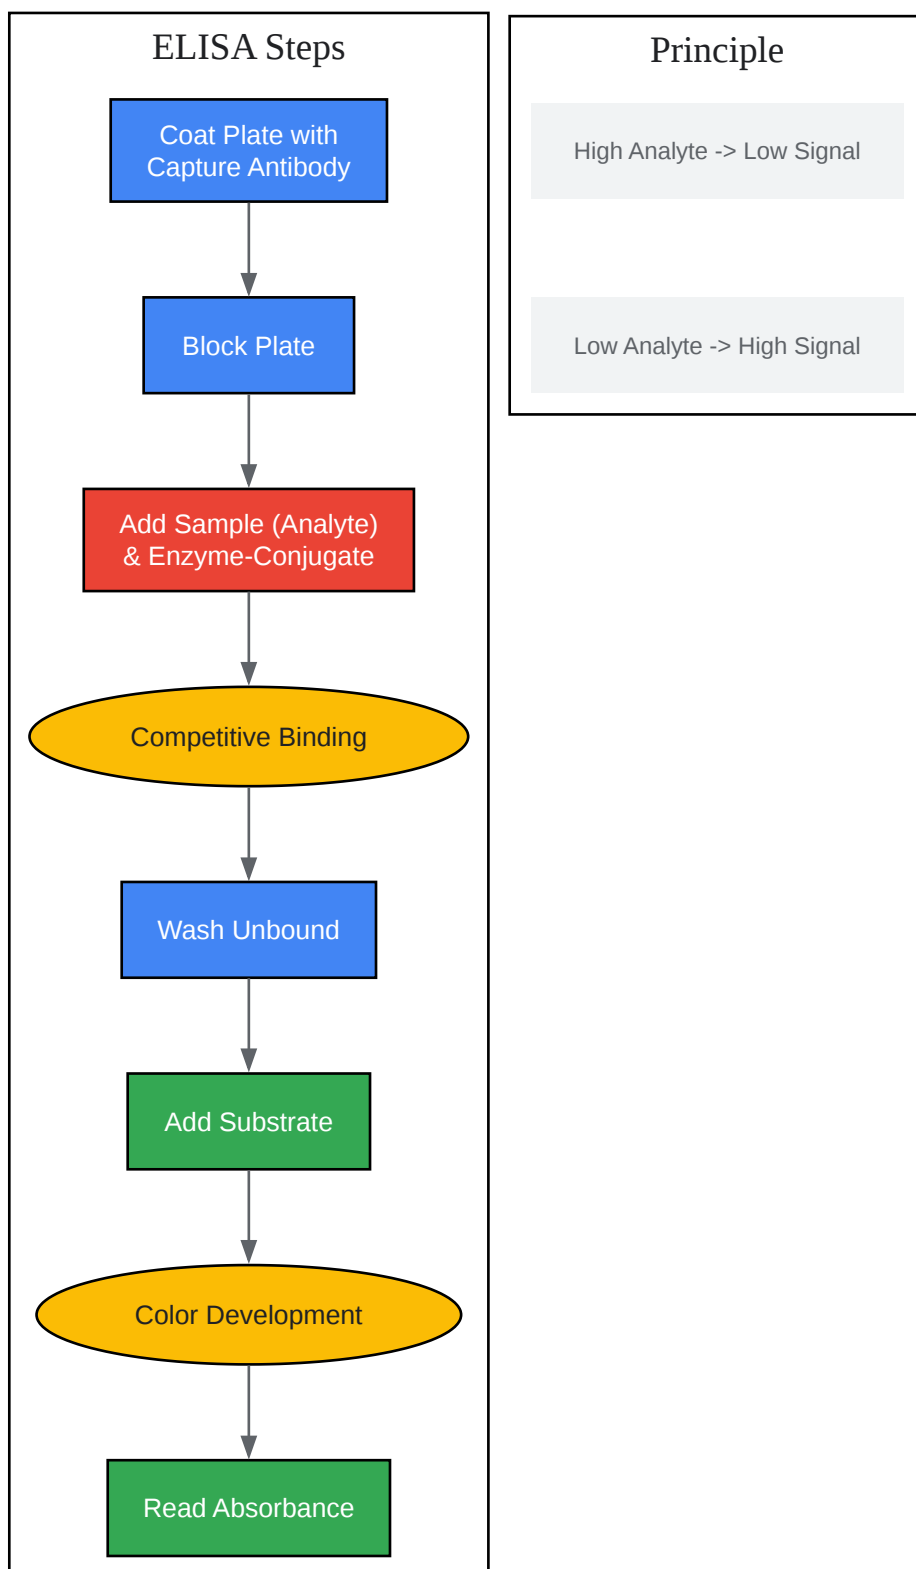 ELISA Steps
Coat Plate with
Capture Antibody
Block Plate
Add Sample (Analyte)
& Enzyme-Conjugate
Competitive Binding
Wash Unbound
Add Substrate
Color Development
Read Absorbance
Principle
High Analyte -> Low Signal
Low Analyte -> High Signal